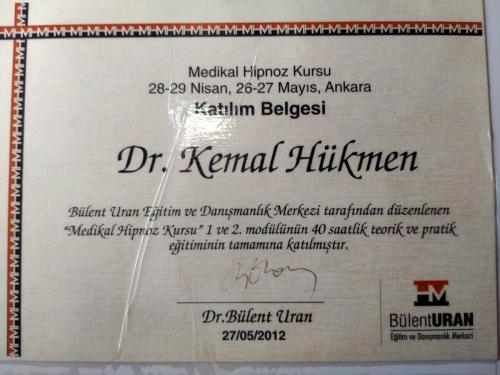 Medikal Hipnoz Kursu
28-29 Nisan, 26-27 Mayıs, Ankara
Katılım Belgesi
Dr. Kemal Hükmen
Bülent Uran Eğitim ve Danışmanlık Merkezi tarafından düzenlenen
"Medikal Hipnoz Kursu" 1 ve 2. modülünün 40 saatlik teorik ve pratik
eğitiminin tamamına katılmıştır.
Dr.Bülent Uran
27/05/2012
BülentURAN
Eğitim ve Danışmanlık Merkezi